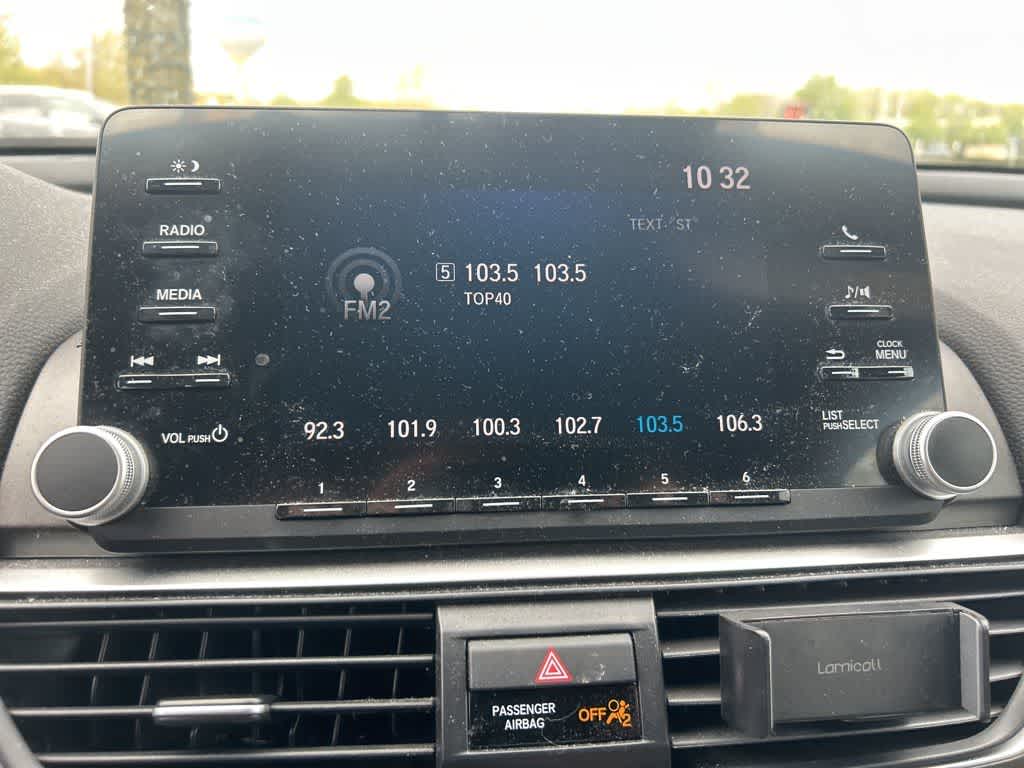 10 32
RADIO
TEXT ST
5 103.5 103.5
TOP40
FM2
MEDIA
CLOCK
MENU
92.3 101.9 100.3 102.7 103.5 106.3
VOL PUSH
LIST
PUSH SELECT
1 2 3 4 5 6
Lamicall
PASSENGER
AIRBAG
OFF 2